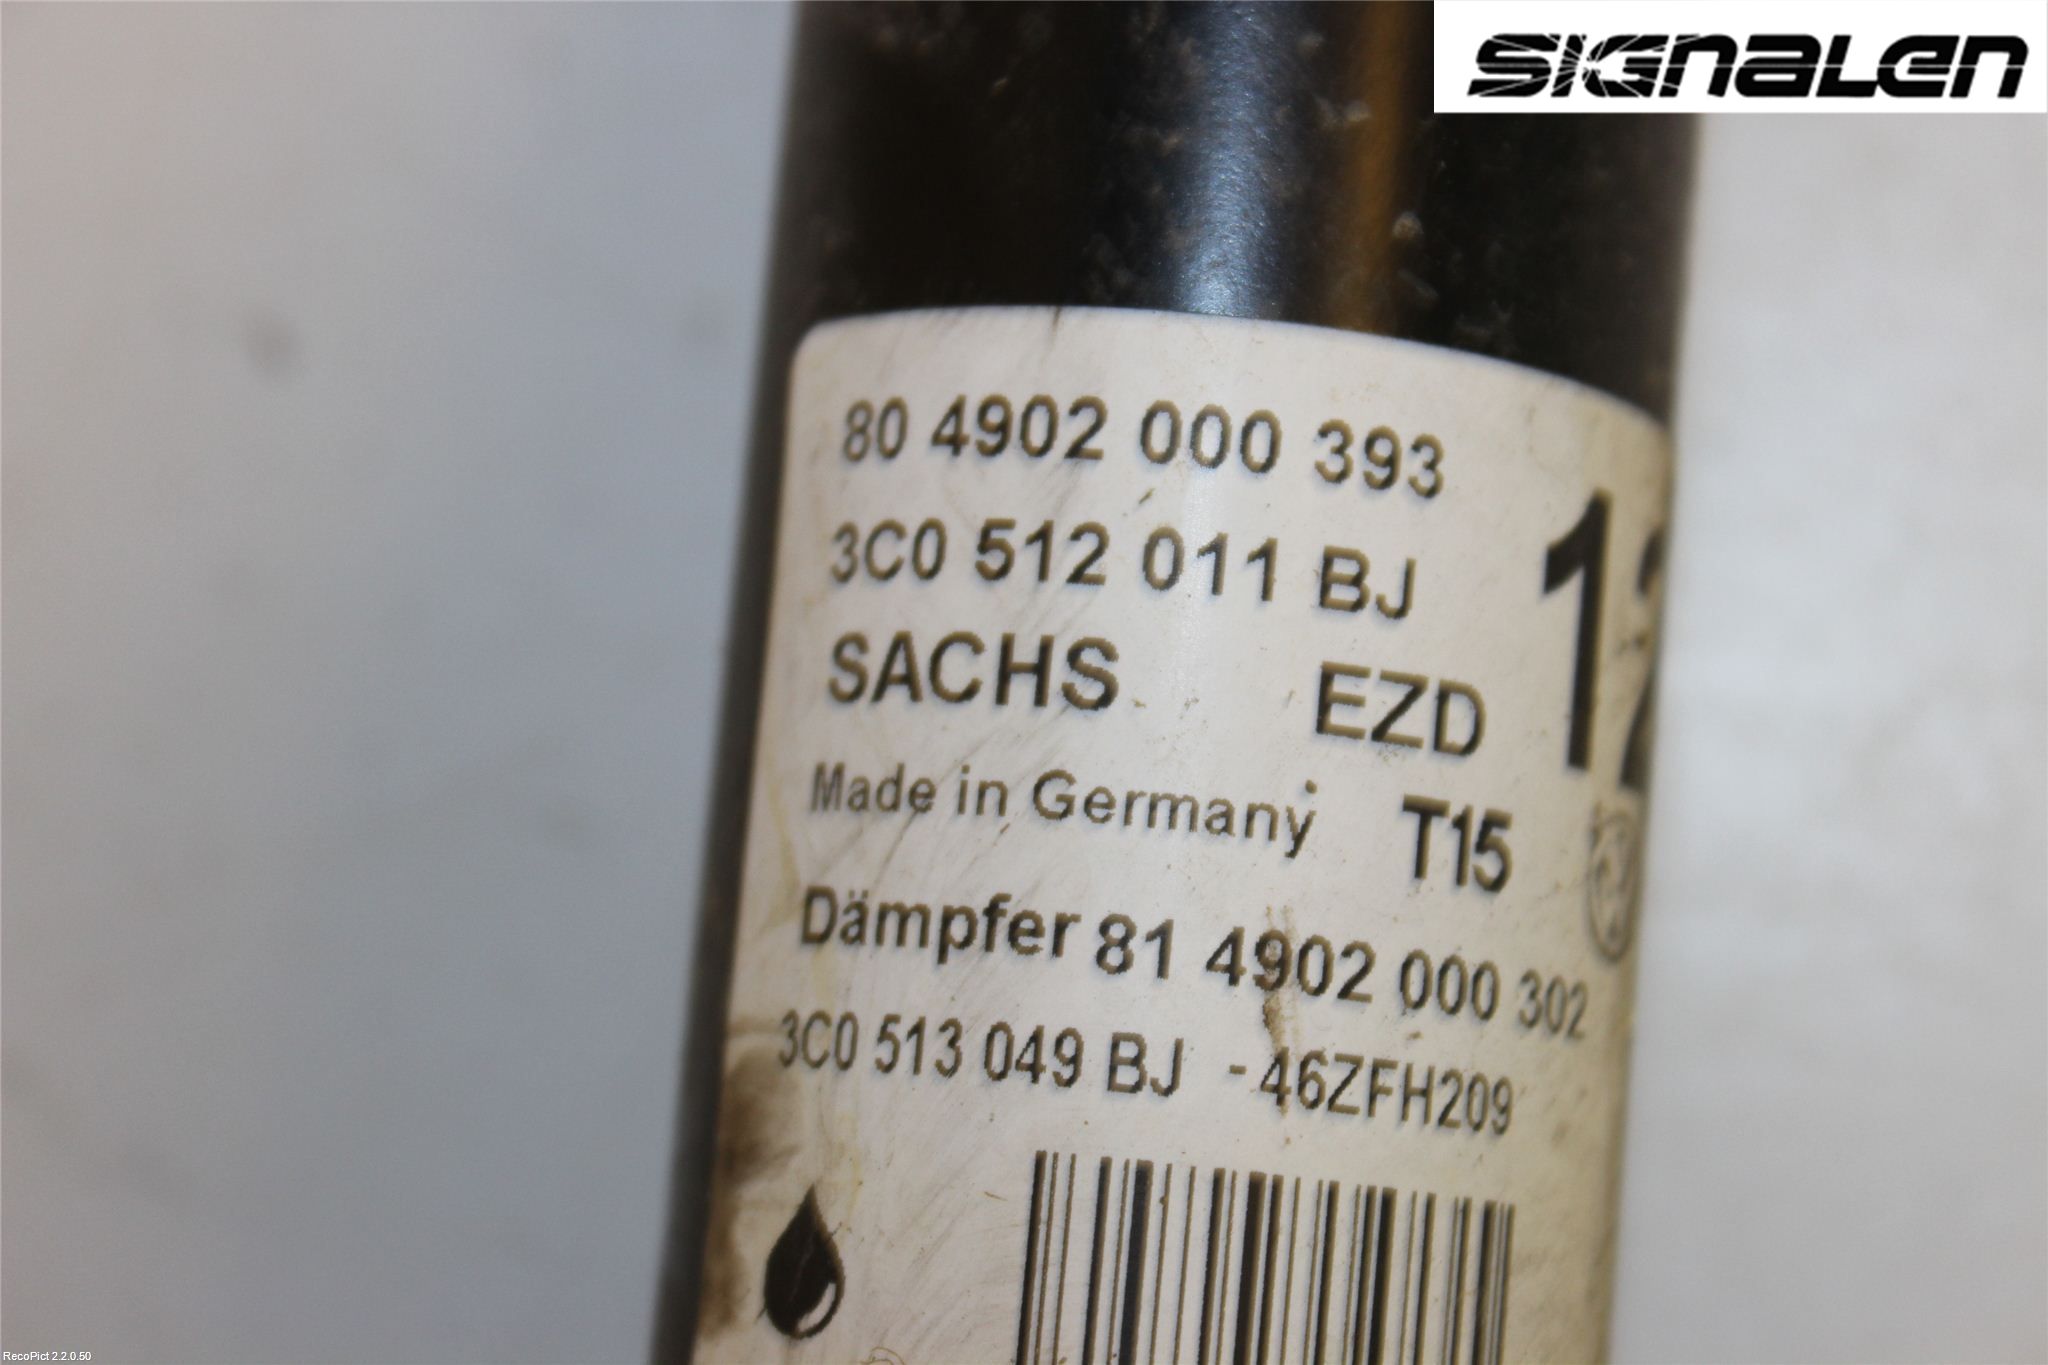 SIGNALEN
80 4902 000 393
3C0 512 011 BJ
SACHS EZD
Made in Germany T15
Dämpfer 81 4902 000 302
3C0 513 049 BJ -46ZFH209
RecoPict 2.2.0.50